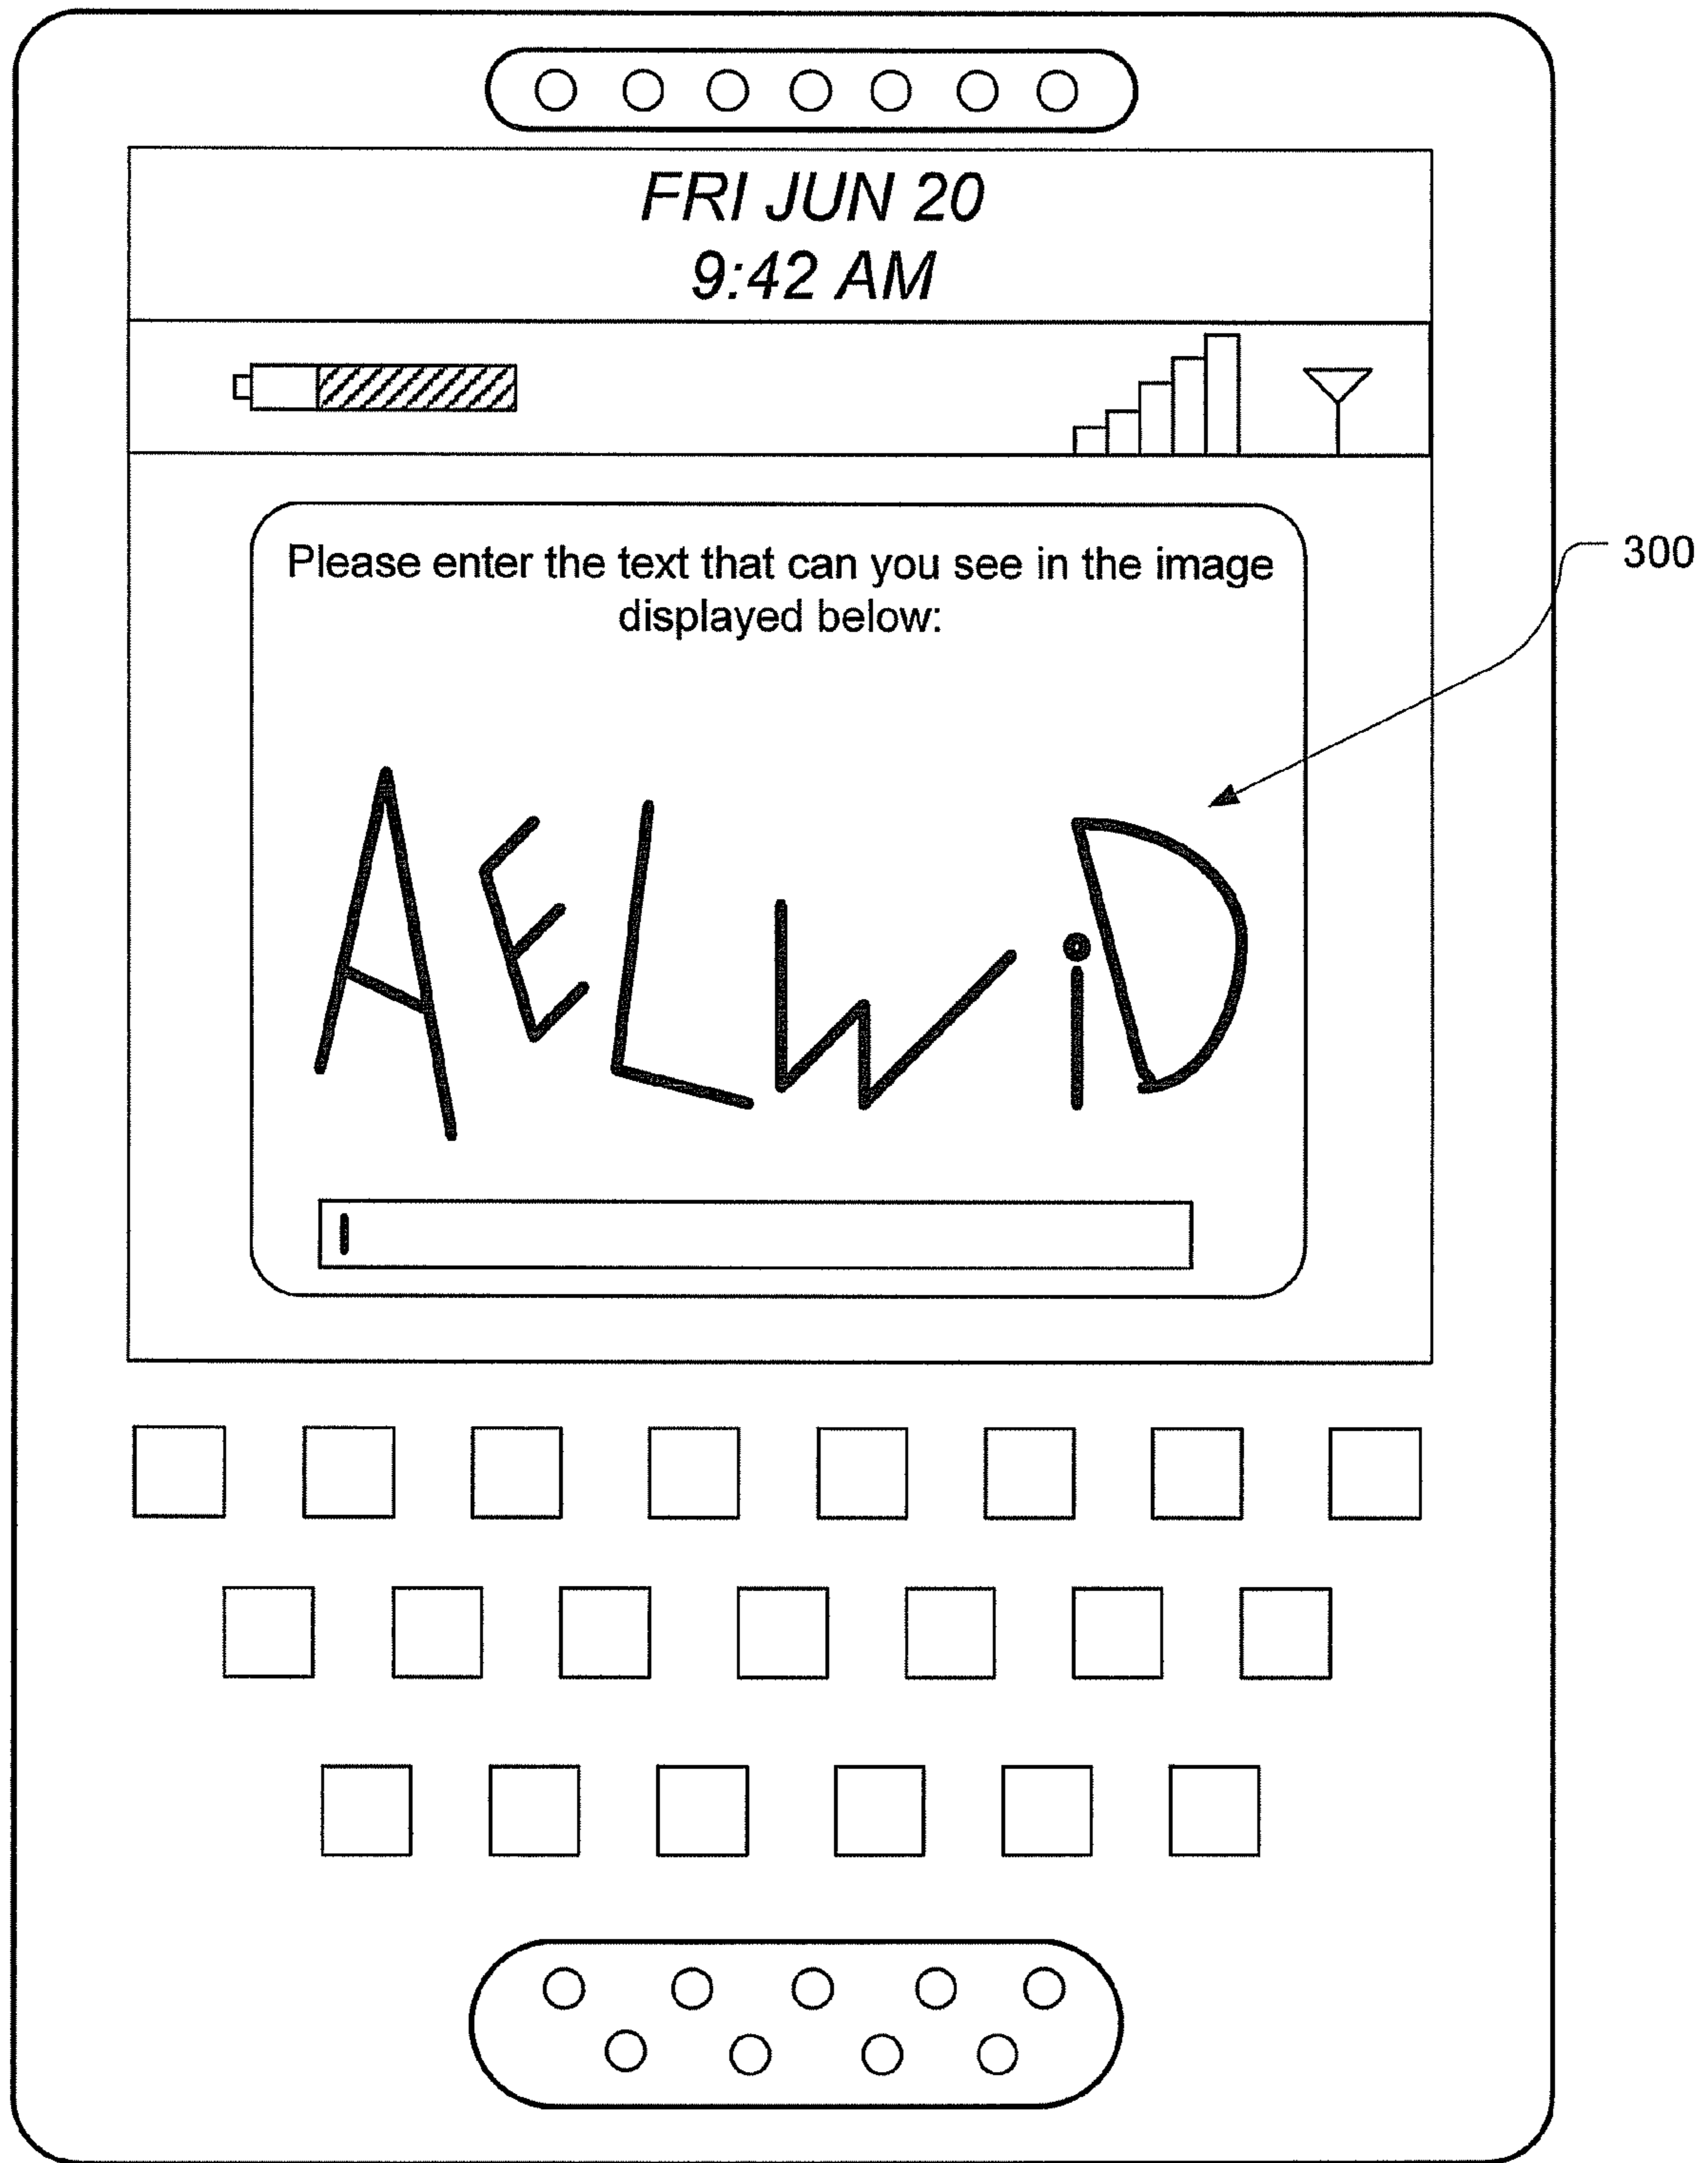 FRI JUN 20
9:42 AM
Please enter the text that can you see in the image
displayed below:
300
AELWiD